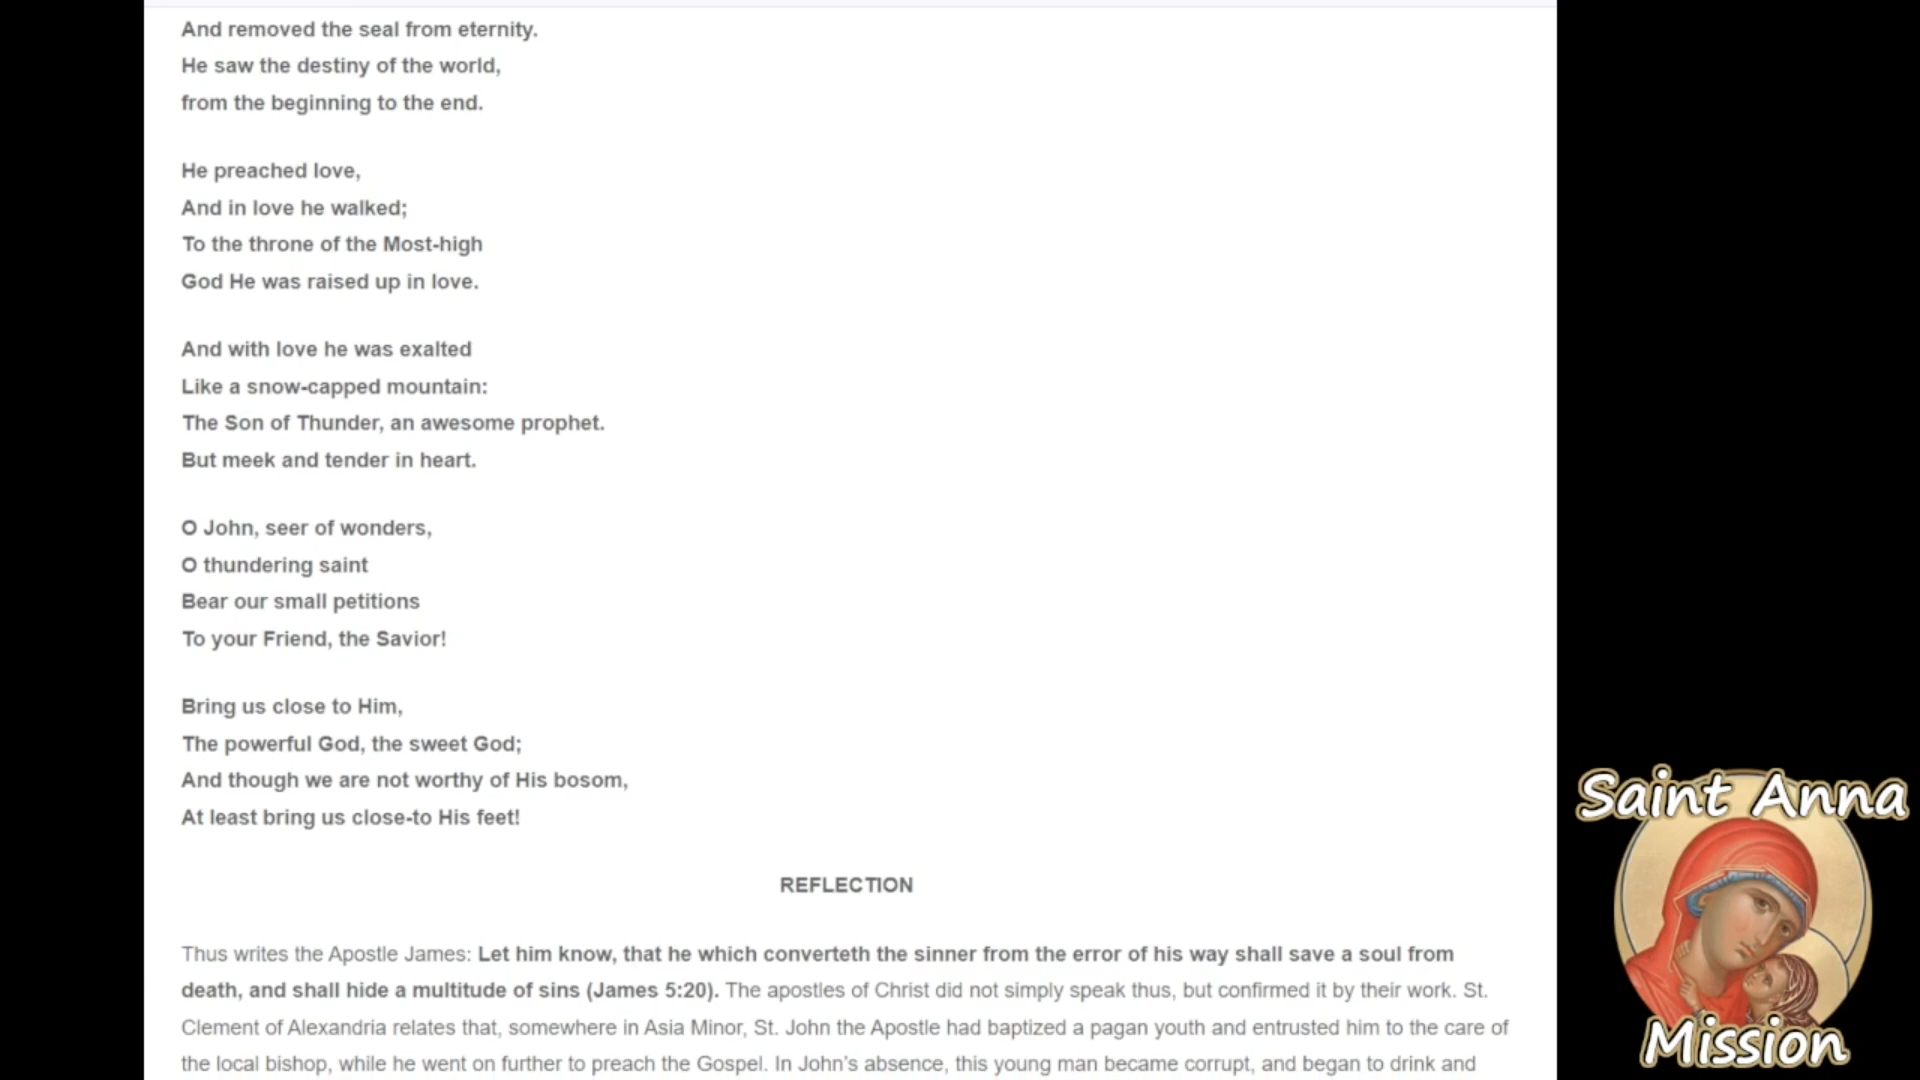 And removed the seal from eternity.
He saw the destiny of the world,
from the beginning to the end.
He preached love,
And in love he walked;
To the throne of the Most-high
God He was raised up in love.
And with love he was exalted
Like a snow-capped mountain:
The Son of Thunder, an awesome prophet.
But meek and tender in heart.
O John, seer of wonders,
O thundering saint
Bear our small petitions
To your Friend, the Savior!
Bring us close to Him,
The powerful God, the sweet God;
And though we are not worthy of His bosom,
At least bring us close-to His feet!
REFLECTION
Thus writes the Apostle James: Let him know, that he which converteth the sinner from the error of his way shall save a soul from
death, and shall hide a multitude of sins (James 5:20). The apostles of Christ did not simply speak thus, but confirmed it by their work. St.
Clement of Alexandria relates that, somewhere in Asia Minor, St. John the Apostle had baptized a pagan youth and entrusted him to the care of
the local bishop, while he went on further to preach the Gospel. In John's absence, this young man became corrupt, and began to drink and
Saint Anna
Mission